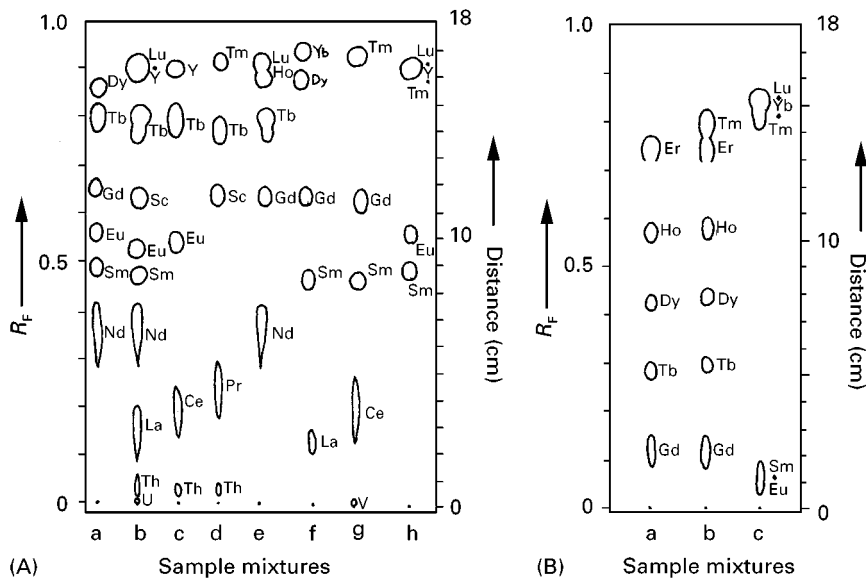 1.0
0.5
0
R_F
Dy
Tb
Gd
Eu
Sm
Nd
Lu
Y
Tb
Sc
Eu
Sm
Nd
La
Th
U
Y
Tb
Eu
Ce
Th
Tm
Tb
Sc
Pr
Th
Lu
Ho
Tb
Gd
Nd
Yb
Dy
Gd
Sm
La
Tm
Gd
Sm
Ce
V
Lu
Y
Tm
Eu
Sm
18
10
0
Distance (cm)
a b c d e f g h
(A) Sample mixtures
1.0
0.5
0
R_F
Er
Ho
Dy
Tb
Gd
Tm
Er
Ho
Dy
Tb
Gd
Lu
Yb
Tm
Sm
Eu
18
10
0
Distance (cm)
a b c
(B) Sample mixtures